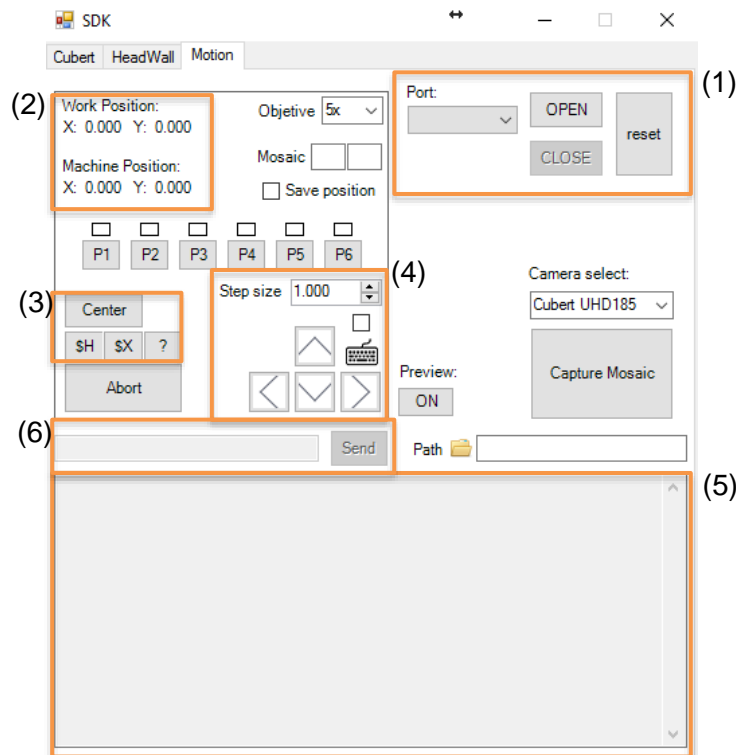 SDK
Cubert HeadWall Motion
(1)
(2)
Work Position:
X: 0.000 Y: 0.000
Machine Position:
X: 0.000 Y: 0.000
Objetive 5x
Mosaic
Save position
Port:
OPEN
CLOSE
reset
P1 P2 P3 P4 P5 P6
(3)
Center
$H $X ?
Abort
(4)
Step size 1.000
Camera select:
Cubert UHD185
Preview:
ON
Capture Mosaic
(6)
Send
Path
(5)